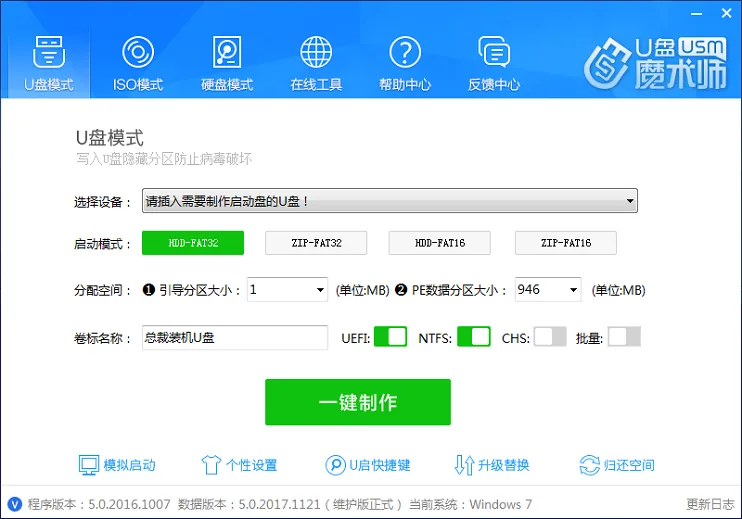 U盘模式 ISO模式 硬盘模式 在线工具 帮助中心 反馈中心
U盘 USM
魔术师
U盘模式
写入U盘隐藏分区防止病毒破坏
选择设备： 请插入需要制作启动盘的U盘！
启动模式： HDD-FAT32 ZIP-FAT32 HDD-FAT16 ZIP-FAT16
分配空间： ❶ 引导分区大小： 1 (单位:MB) ❷ PE数据分区大小： 946 (单位:MB)
卷标名称： 总裁装机U盘 UEFI: NTFS: CHS: 批量:
一键制作
模拟启动 个性设置 U启快捷键 升级替换 归还空间
程序版本：5.0.2016.1007 数据版本：5.0.2017.1121（维护版正式） 当前系统：Windows 7 更新日志